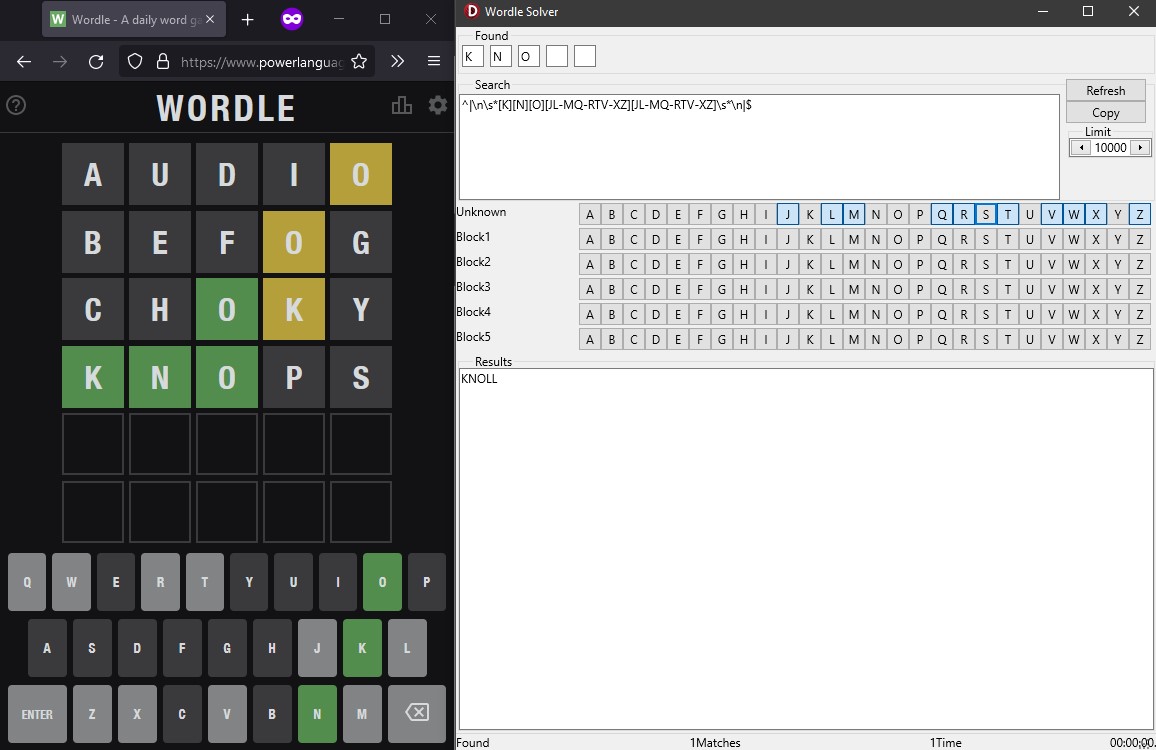 W Wordle - A daily word ga
https://www.powerlanguag
WORDLE
A U D I O
B E F O G
C H O K Y
K N O P S
Q W E R T Y U I O P
A S D F G H J K L
ENTER Z X C V B N M
D Wordle Solver
Found
K N O
Search
^|\n\s*[K][N][O][JL-MQ-RTV-XZ][JL-MQ-RTV-XZ]\s*\n|$
Refresh
Copy
Limit
10000
Unknown A B C D E F G H I J K L M N O P Q R S T U V W X Y Z
Block1 A B C D E F G H I J K L M N O P Q R S T U V W X Y Z
Block2 A B C D E F G H I J K L M N O P Q R S T U V W X Y Z
Block3 A B C D E F G H I J K L M N O P Q R S T U V W X Y Z
Block4 A B C D E F G H I J K L M N O P Q R S T U V W X Y Z
Block5 A B C D E F G H I J K L M N O P Q R S T U V W X Y Z
Results
KNOLL
Found 1Matches 1Time 00:00:00.